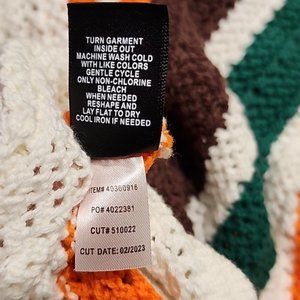 TURN GARMENT
INSIDE OUT
MACHINE WASH COLD
WITH LIKE COLORS
GENTLE CYCLE
ONLY NON-CHLORINE
BLEACH
WHEN NEEDED
RESHAPE AND
LAY FLAT TO DRY
COOL IRON IF NEEDED
ITEM# 40360916
PO# 4022381
CUT# 510022
CUT DATE: 02/2023